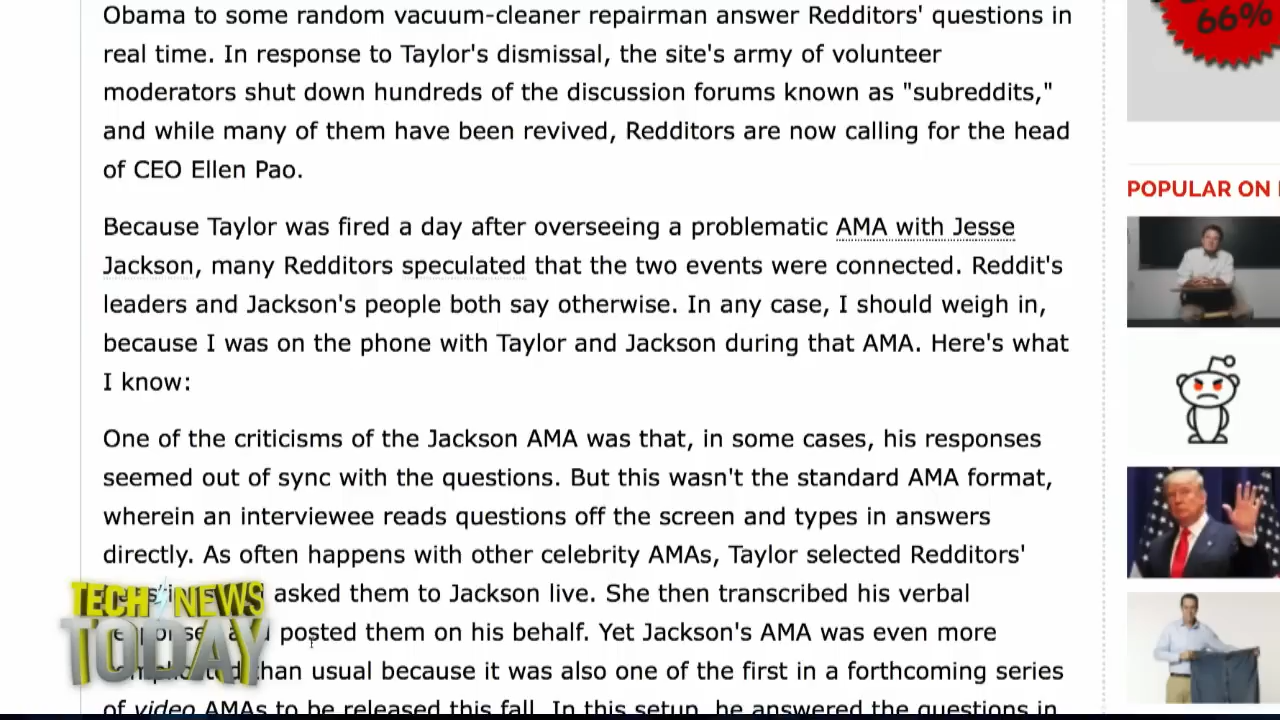 Obama to some random vacuum-cleaner repairman answer Redditors' questions in
real time. In response to Taylor's dismissal, the site's army of volunteer
moderators shut down hundreds of the discussion forums known as "subreddits,"
and while many of them have been revived, Redditors are now calling for the head
of CEO Ellen Pao.
Because Taylor was fired a day after overseeing a problematic AMA with Jesse
Jackson, many Redditors speculated that the two events were connected. Reddit's
leaders and Jackson's people both say otherwise. In any case, I should weigh in,
because I was on the phone with Taylor and Jackson during that AMA. Here's what
I know:
One of the criticisms of the Jackson AMA was that, in some cases, his responses
seemed out of sync with the questions. But this wasn't the standard AMA format,
wherein an interviewee reads questions off the screen and types in answers
directly. As often happens with other celebrity AMAs, Taylor selected Redditors'
asked them to Jackson live. She then transcribed his verbal
posted them on his behalf. Yet Jackson's AMA was even more
than usual because it was also one of the first in a forthcoming series
of video AMAs to be released this fall. In this setup, he answered the questions in
66%
POPULAR ON
TECH NEWS
TODAY